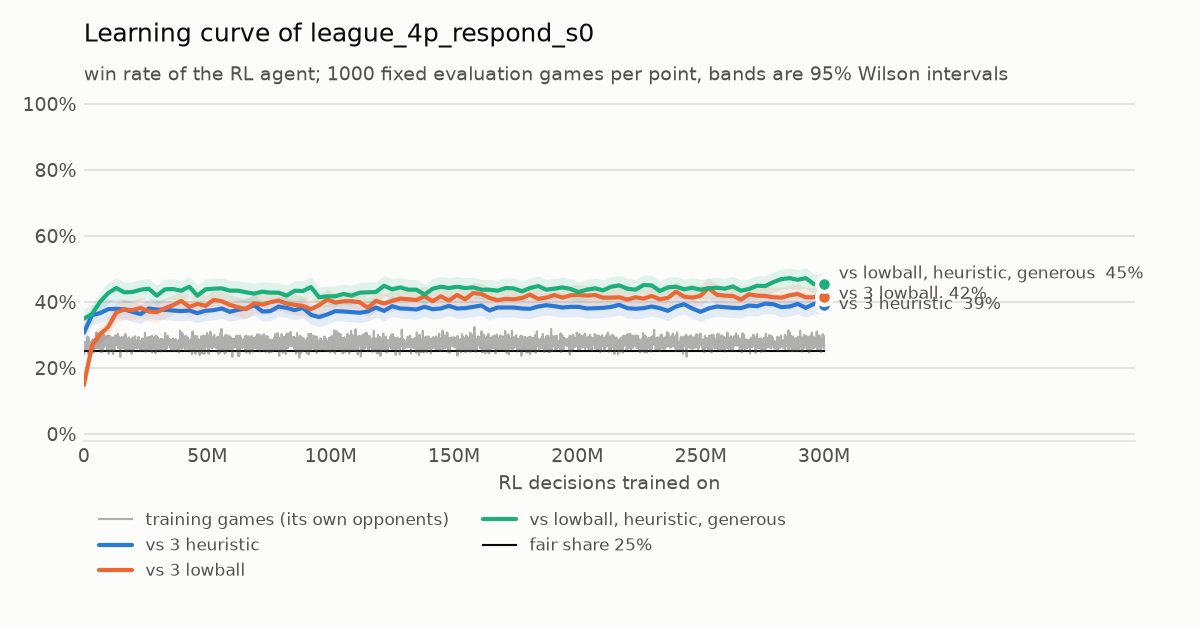 Learning curve of league_4p_respond_s0
win rate of the RL agent; 1000 fixed evaluation games per point, bands are 95% Wilson intervals
100%
80%
60%
40%
20%
0%
vs lowball, heuristic, generous 45%
vs 3 lowball 42%
vs 3 heuristic 39%
0 50M 100M 150M 200M 250M 300M
RL decisions trained on
training games (its own opponents)
vs 3 heuristic
vs 3 lowball
vs lowball, heuristic, generous
fair share 25%